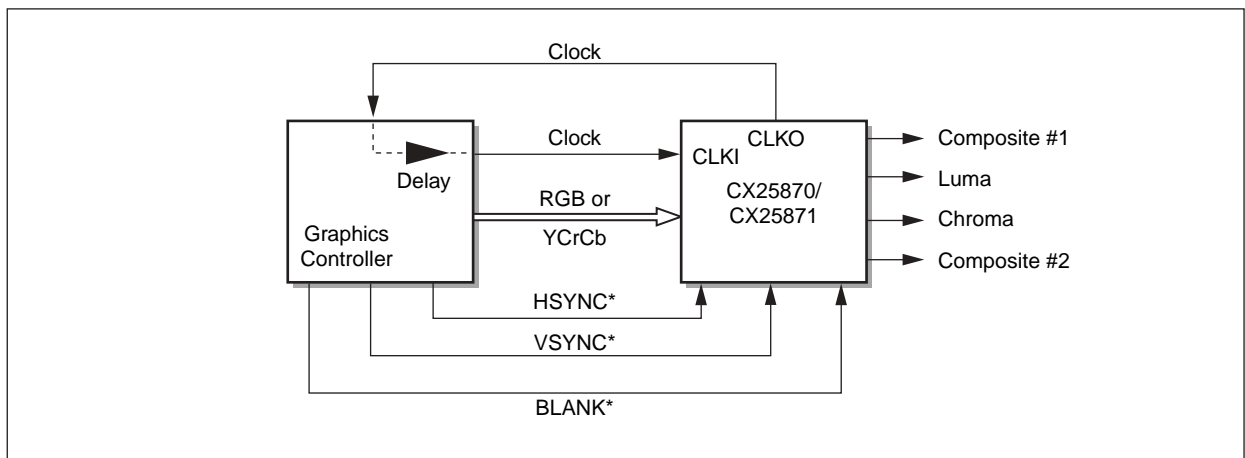 Clock
Clock
Delay
RGB or
YCrCb
Graphics
Controller
CLKO
CLKI
CX25870/
CX25871
Composite #1
Luma
Chroma
Composite #2
HSYNC*
VSYNC*
BLANK*